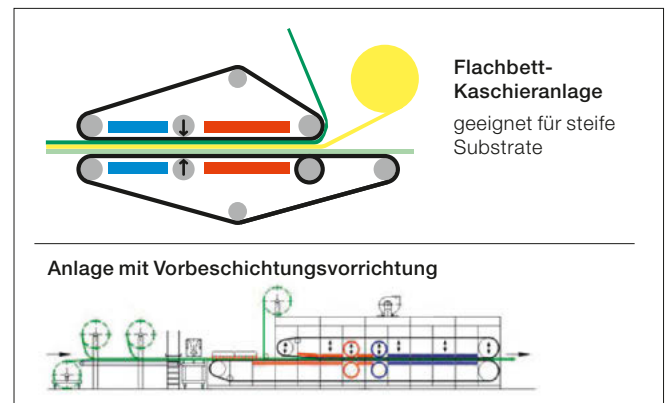 Flachbett-
Kaschieranlage
geeignet für steife
Substrate
Anlage mit Vorbeschichtungsvorrichtung